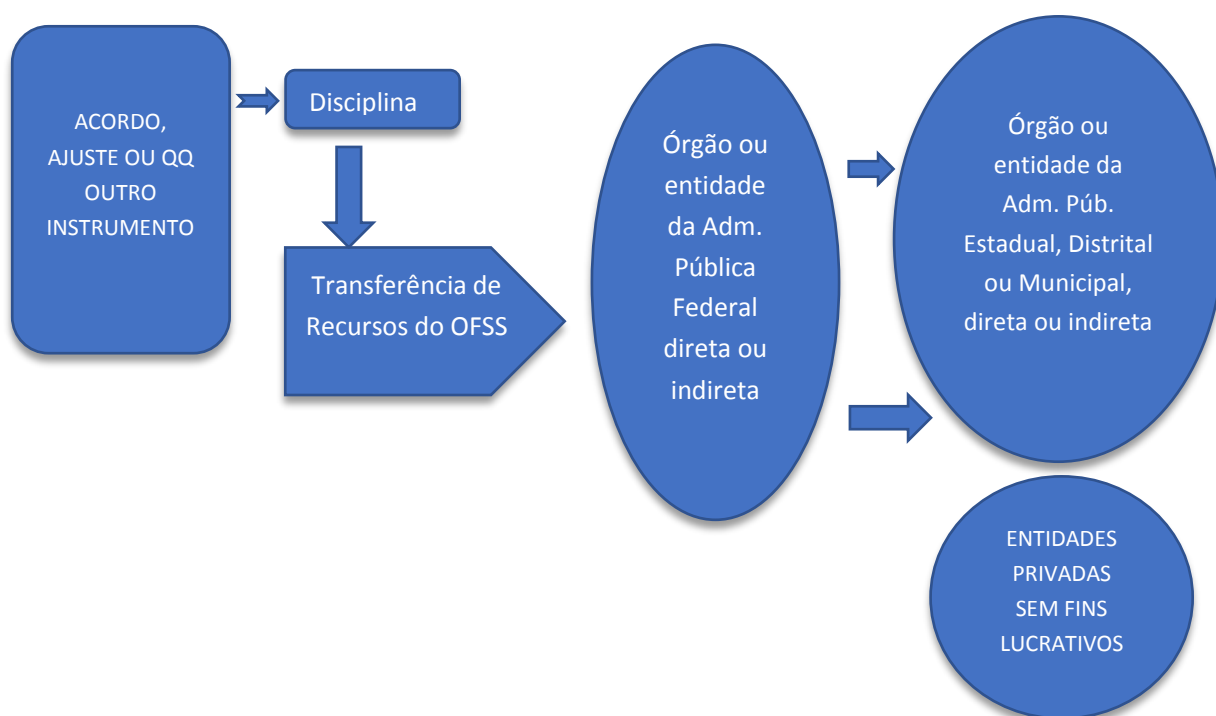 ACORDO,
AJUSTE OU QQ
OUTRO
INSTRUMENTO
Disciplina
Transferência de
Recursos do OFSS
Órgão ou
entidade
da Adm.
Pública
Federal
direta ou
indireta
Órgão ou
entidade da
Adm. Púb.
Estadual, Distrital
ou Municipal,
direta ou indireta
ENTIDADES
PRIVADAS
SEM FINS
LUCRATIVOS